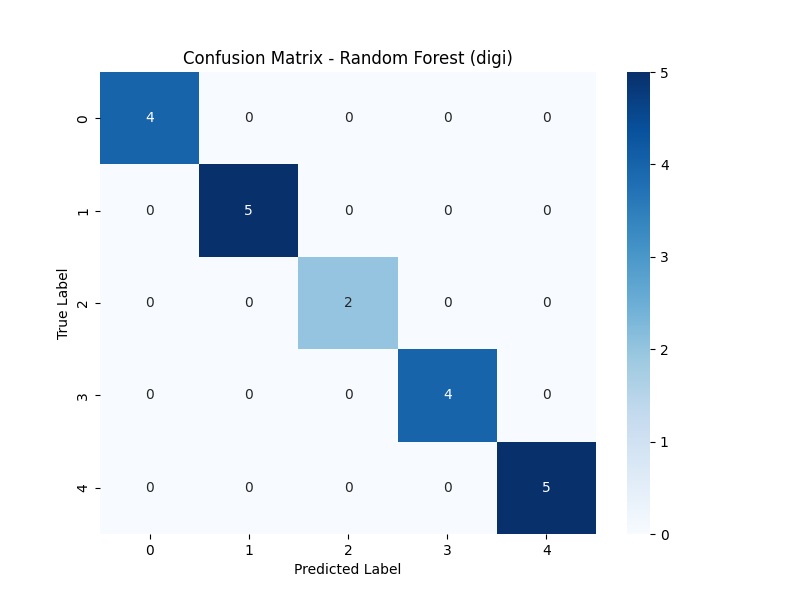 Confusion Matrix - Random Forest (digi)
0 4 0 0 0 0
1 0 5 0 0 0
2 0 0 2 0 0
3 0 0 0 4 0
4 0 0 0 0 5
True Label
0 1 2 3 4
Predicted Label
5
4
3
2
1
0